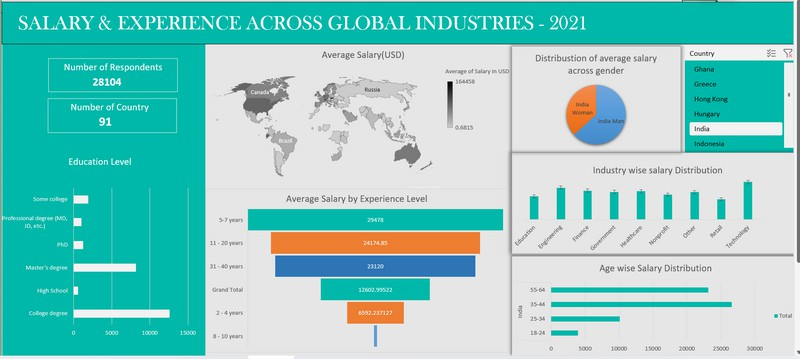 SALARY & EXPERIENCE ACROSS GLOBAL INDUSTRIES - 2021
Number of Respondents
28104
Number of Country
91
Education Level
Some college
Professional degree (MD,
JD, etc.)
PhD
Master's degree
High School
College degree
0
5000
10000
15000
Average Salary(USD)
Canada
Russia
Brazil
Average of Salary in USD
164458
0.6815
Average Salary by Experience Level
5-7 years
29478
11 - 20 years
24174.85
31 - 40 years
23120
Grand Total
12602.99522
2 - 4 years
6592.237127
8 - 10 years
Distribustion of average salary
across gender
India
Woman
India Man
Country
Ghana
Greece
Hong Kong
Hungary
India
Indonesia
Industry wise salary Distribution
Education
Engineering
Finance
Government
Healthcare
Nonprofit
Other
Retail
Technology
Age wise Salary Distribution
India
55-64
35-44
25-34
18-24
Total
0
5000
10000
15000
20000
25000
30000